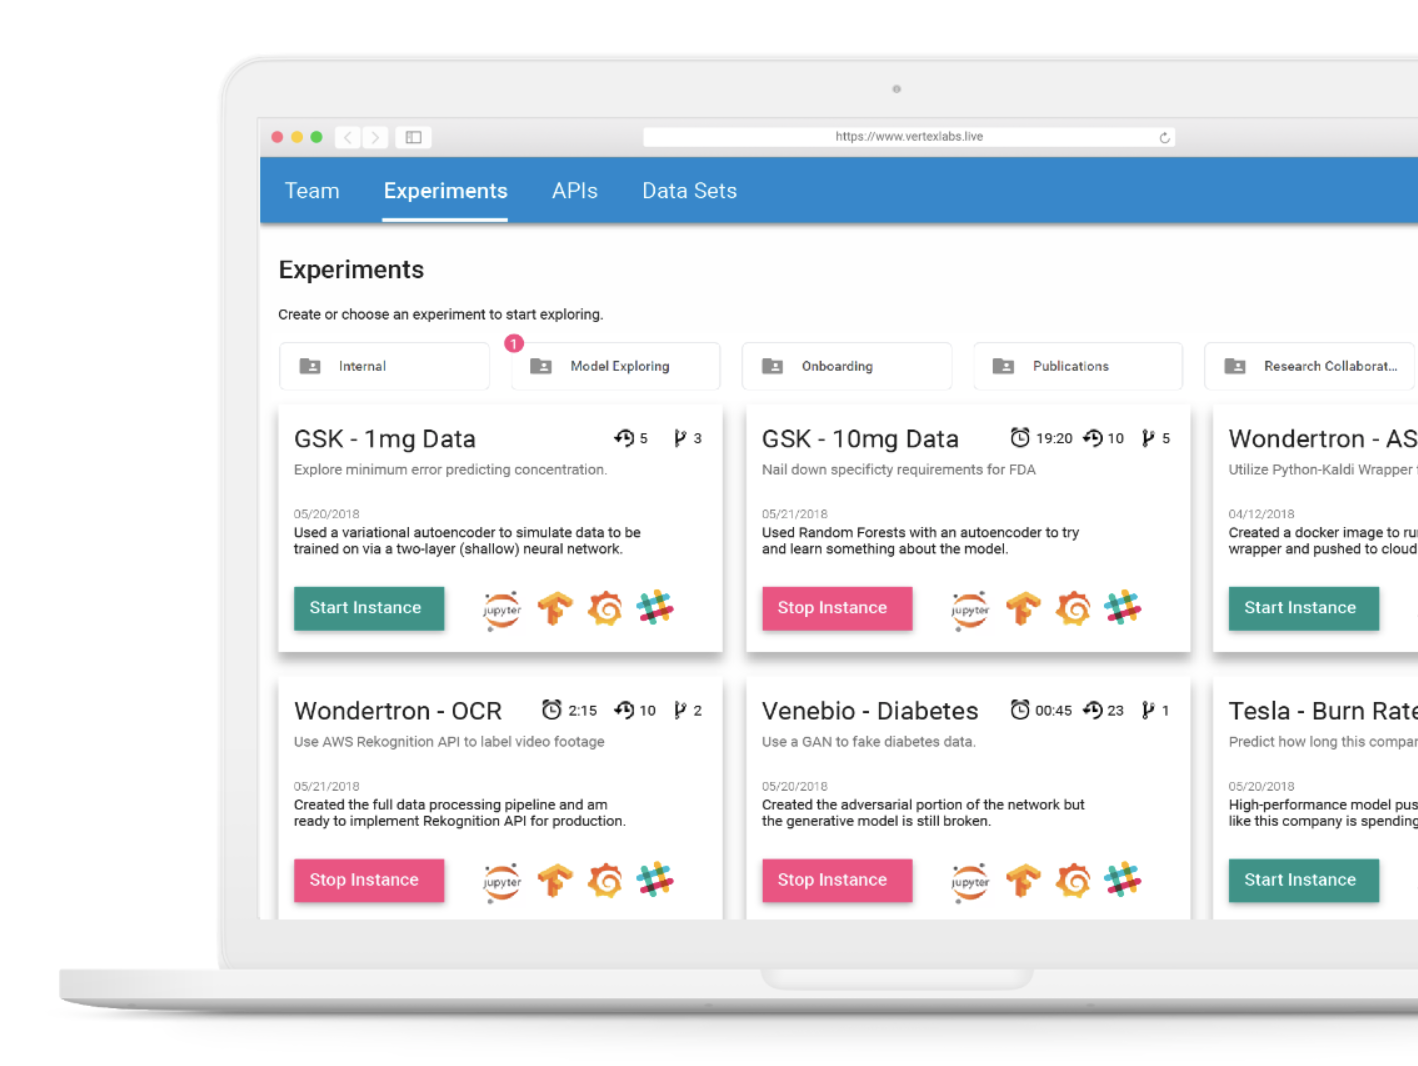 https://www.vertexlabs.live
Team Experiments APIs Data Sets
Experiments
Create or choose an experiment to start exploring.
1
Internal Model Exploring Onboarding Publications Research Collaborat...
GSK - 1mg Data 5 3
Explore minimum error predicting concentration.
05/20/2018
Used a variational autoencoder to simulate data to be
trained on via a two-layer (shallow) neural network.
Start Instance jupyter
GSK - 10mg Data 19:20 10 5
Nail down specificty requirements for FDA
05/21/2018
Used Random Forests with an autoencoder to try
and learn something about the model.
Stop Instance jupyter
Wondertron - AS
Utilize Python-Kaldi Wrapper
04/12/2018
Created a docker image to ru
wrapper and pushed to cloud
Start Instance
Wondertron - OCR 2:15 10 2
Use AWS Rekognition API to label video footage
05/21/2018
Created the full data processing pipeline and am
ready to implement Rekognition API for production.
Stop Instance jupyter
Venebio - Diabetes 00:45 23 1
Use a GAN to fake diabetes data.
05/20/2018
Created the adversarial portion of the network but
the generative model is still broken.
Stop Instance jupyter
Tesla - Burn Rate
Predict how long this compar
05/20/2018
High-performance model pus
like this company is spending
Start Instance